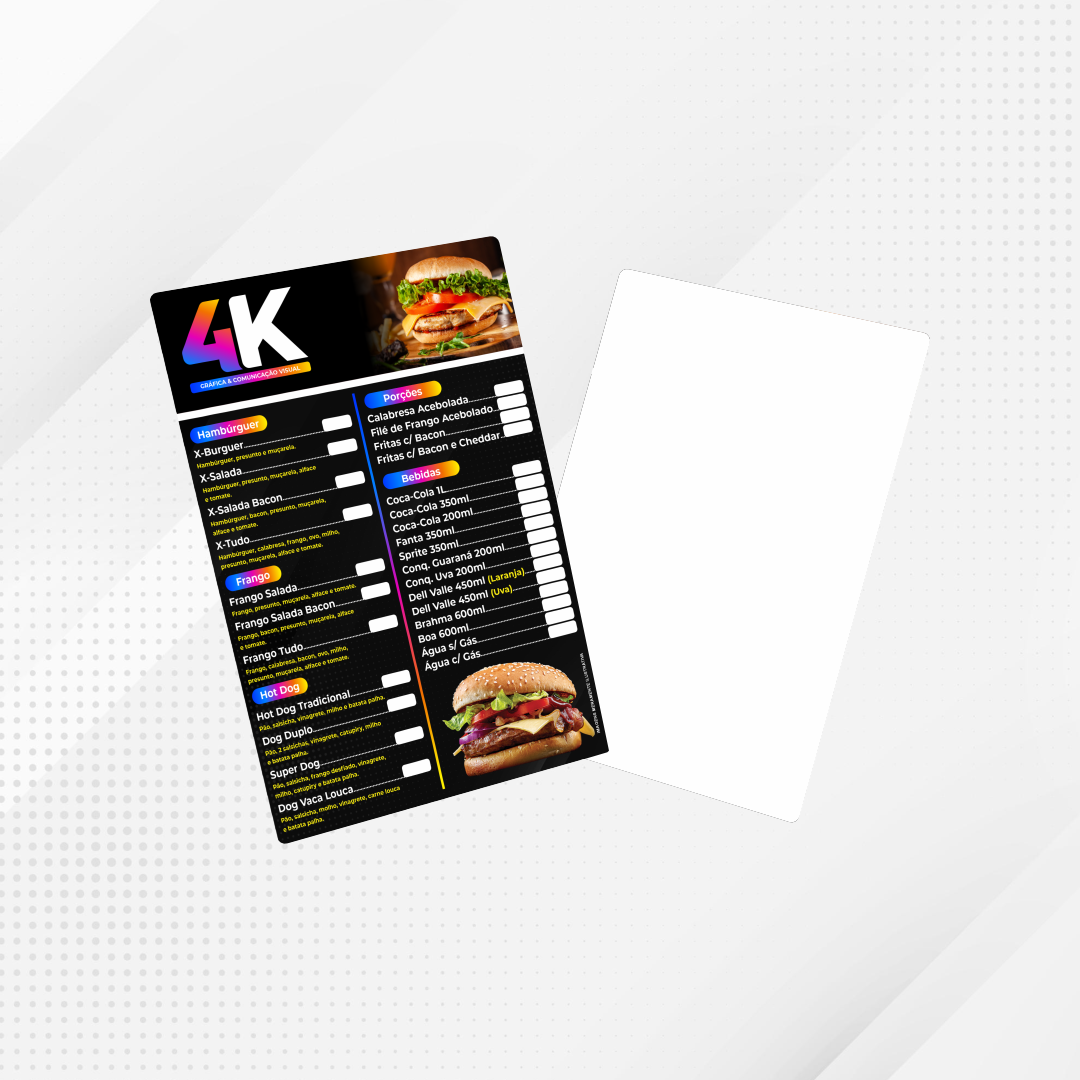 4K
GRÁFICA & COMUNICAÇÃO VISUAL
Hambúrguer
X-Burguer
Hambúrguer, presunto e muçarela.
X-Salada
Hambúrguer, presunto, muçarela, alface
e tomate.
X-Salada Bacon
Hambúrguer, bacon, presunto, muçarela,
alface e tomate.
X-Tudo
Hambúrguer, calabresa, frango, ovo, milho,
presunto, muçarela, alface e tomate.
Frango
Frango Salada
Frango, presunto, muçarela, alface e tomate.
Frango Salada Bacon
Frango, bacon, presunto, muçarela, alface
e tomate.
Frango Tudo
Frango, calabresa, bacon, ovo, milho,
presunto, muçarela, alface e tomate.
Hot Dog
Hot Dog Tradicional
Pão, salsicha, vinagrete, milho e batata palha.
Dog Duplo
Pão, 2 salsichas, vinagrete, catupiry, milho
e batata palha.
Super Dog
Pão, salsicha, frango desfiado, vinagrete,
milho, catupiry e batata palha.
Dog Vaca Louca
Pão, salsicha, molho, vinagrete, carne louca
e batata palha.
Porções
Calabresa Acebolada
Filé de Frango Acebolado
Fritas c/ Bacon
Fritas c/ Bacon e Cheddar
Bebidas
Coca-Cola 1L
Coca-Cola 350ml
Coca-Cola 200ml
Fanta 350ml
Sprite 350ml
Conq. Guaraná 200ml
Conq. Uva 200ml
Dell Valle 450ml (Laranja)
Dell Valle 450ml (Uva)
Brahma 600ml
Boa 600ml
Água s/ Gás
Água c/ Gás
IMAGENS MERAMENTE ILUSTRATIVAS